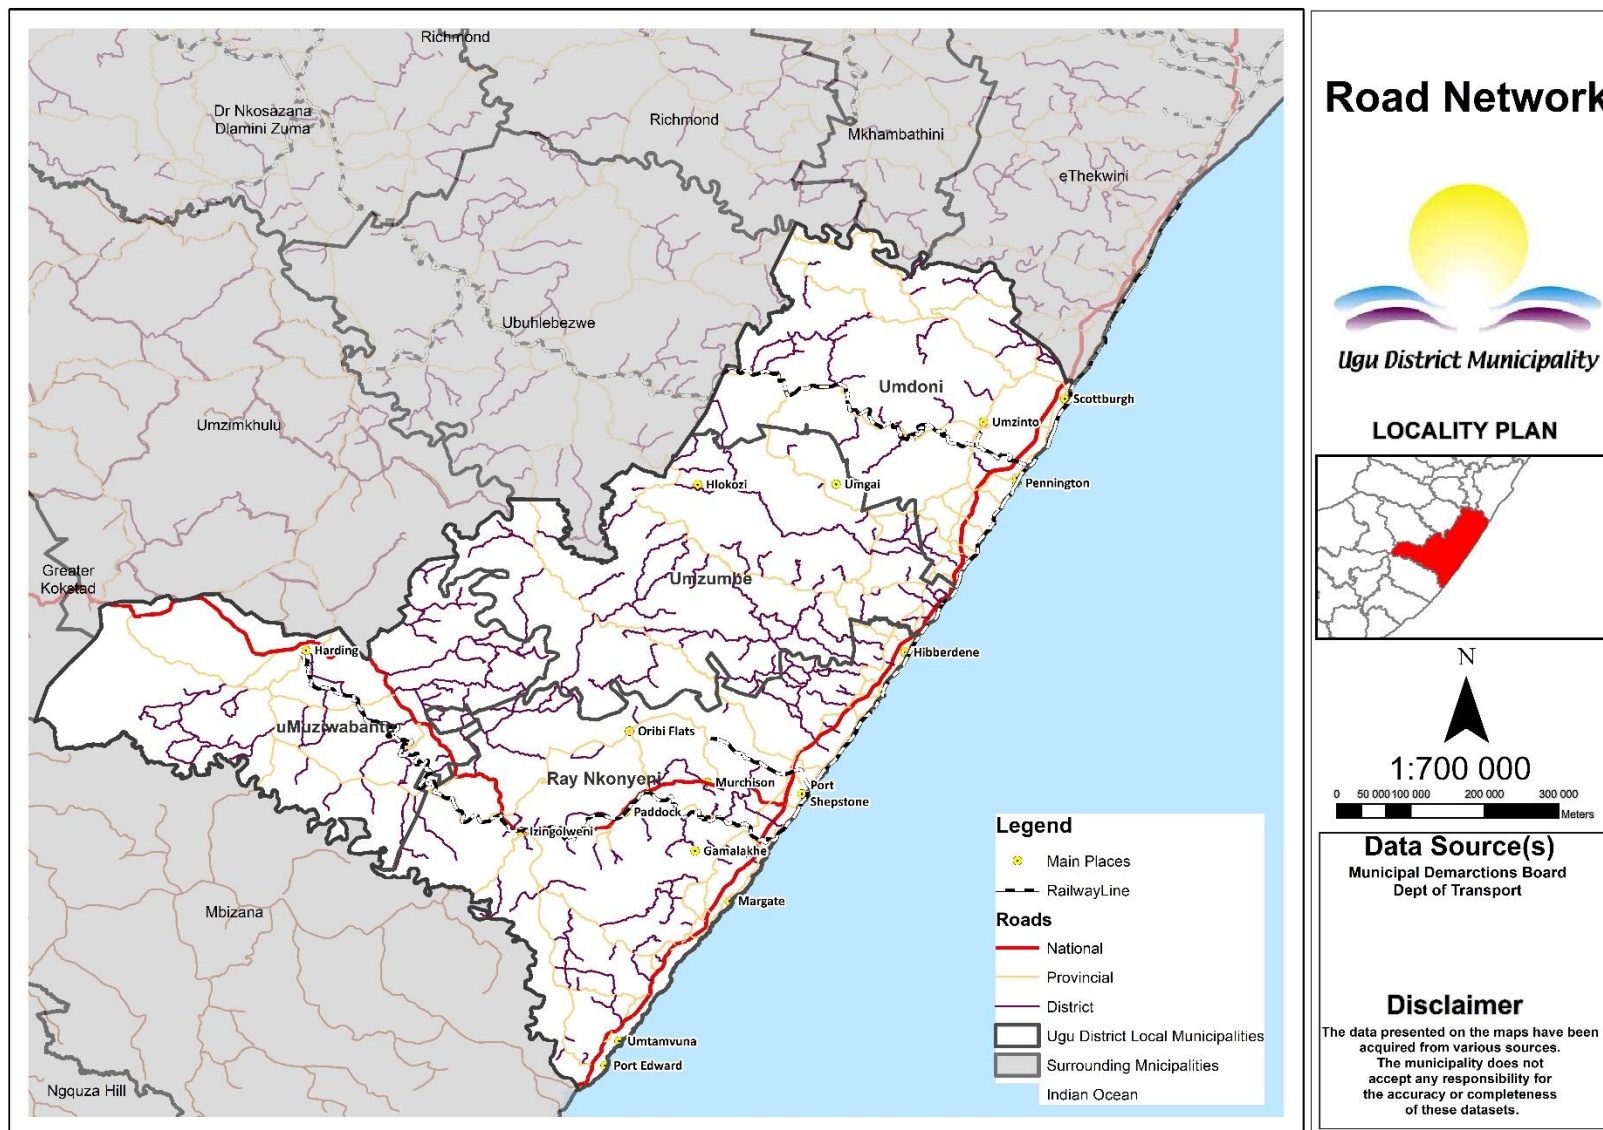 Richmond
Dr Nkosazana
Dlamini Zuma
Richmond
Mkhambathini
eThekwini
Ubuhlebezwe
Umzimkhulu
Umdoni
Scottburgh
Umzinto
Hlokozi
Umgai
Pennington
Greater
Kokstad
Umzumbe
Harding
Hibberdene
uMuziwabantu
Oribi Flats
Ray Nkonyeni
Murchison
Port
Shepstone
Paddock
Izingolweni
Gamalakhe
Margate
Mbizana
Umtamvuna
Port Edward
Ngquza Hill
Legend
Main Places
RailwayLine
Roads
National
Provincial
District
Ugu District Local Municipalities
Surrounding Mnicipalities
Indian Ocean
Road Network
Ugu District Municipality
LOCALITY PLAN
N
1:700 000
0 50 000 100 000 200 000 300 000
Meters
Data Source(s)
Municipal Demarctions Board
Dept of Transport
Disclaimer
The data presented on the maps have been
acquired from various sources.
The municipality does not
accept any responsibility for
the accuracy or completeness
of these datasets.